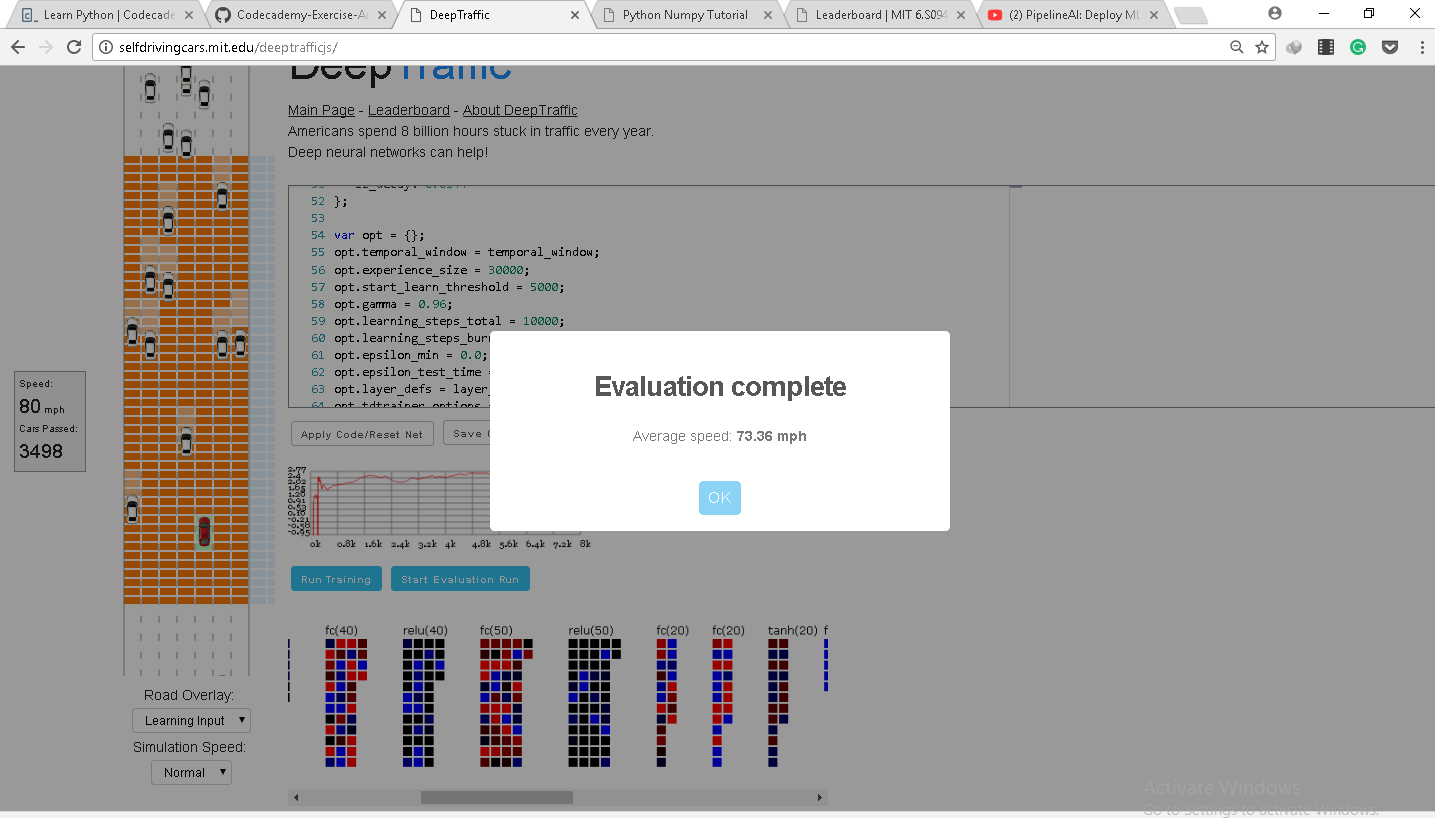 Learn Python | Codecade
Codecademy-Exercise-A
DeepTraffic
Python Numpy Tutorial
Leaderboard | MIT 6.S094
(2) PipelineAI: Deploy ML
selfdrivingcars.mit.edu/deeptrafficjs/
DeepTraffic
Main Page - Leaderboard - About DeepTraffic
Americans spend 8 billion hours stuck in traffic every year.
Deep neural networks can help!
52 };
53
54 var opt = {};
55 opt.temporal_window = temporal_window;
56 opt.experience_size = 30000;
57 opt.start_learn_threshold = 5000;
58 opt.gamma = 0.96;
59 opt.learning_steps_total = 10000;
60 opt.learning_steps_bur
61 opt.epsilon_min = 0.0;
62 opt.epsilon_test_time =
63 opt.layer_defs = layer_
64 opt.tdtrainer_options
Speed:
80 mph
Cars Passed:
3498
Evaluation complete
Average speed: 73.36 mph
OK
Apply Code/Reset Net
Save
2.77
2.4
2.02
1.65
1.28
0.91
0.53
-0.21
-0.58
-0.95
0k 0.8k 1.6k 2.4k 3.2k 4k 4.8k 5.6k 6.4k 7.2k 8k
Run Training
Start Evaluation Run
fc(40) relu(40) fc(50) relu(50) fc(20) fc(20) tanh(20) f
Road Overlay:
Learning Input
Simulation Speed:
Normal
Activate Windows
Go to Settings to activate Windows.